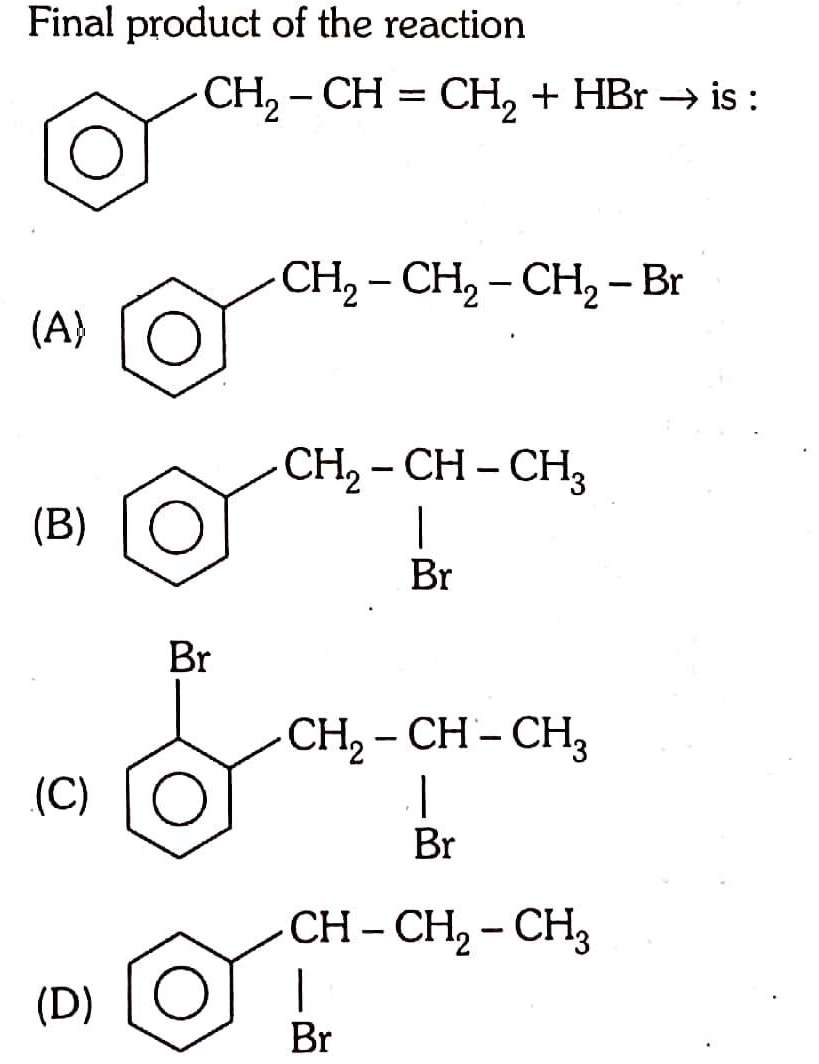 Final product of the reaction
CH₂ – CH = CH₂ + HBr → is :
(A) CH₂ – CH₂ – CH₂ – Br
(B) CH₂ – CH – CH₃
|
Br
Br
(C) CH₂ – CH – CH₃
|
Br
(D) CH – CH₂ – CH₃
|
Br